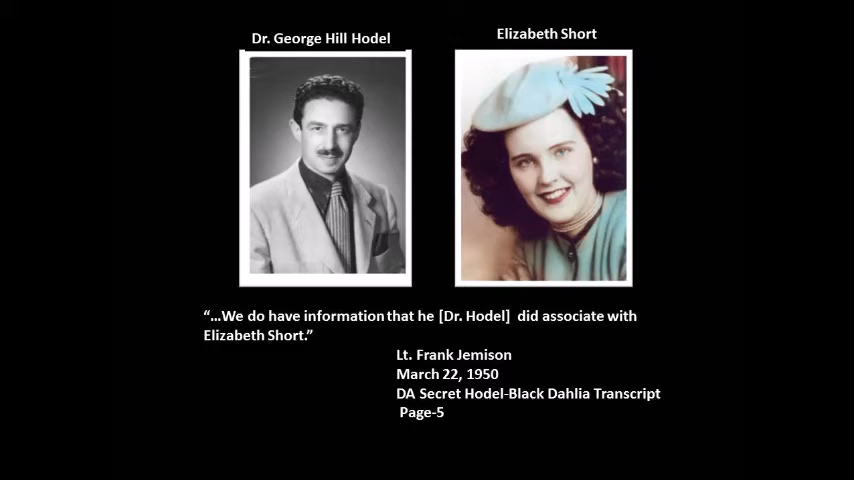 Dr. George Hill Hodel
Elizabeth Short
“…We do have information that he [Dr. Hodel] did associate with
Elizabeth Short.”
Lt. Frank Jemison
March 22, 1950
DA Secret Hodel-Black Dahlia Transcript
Page-5